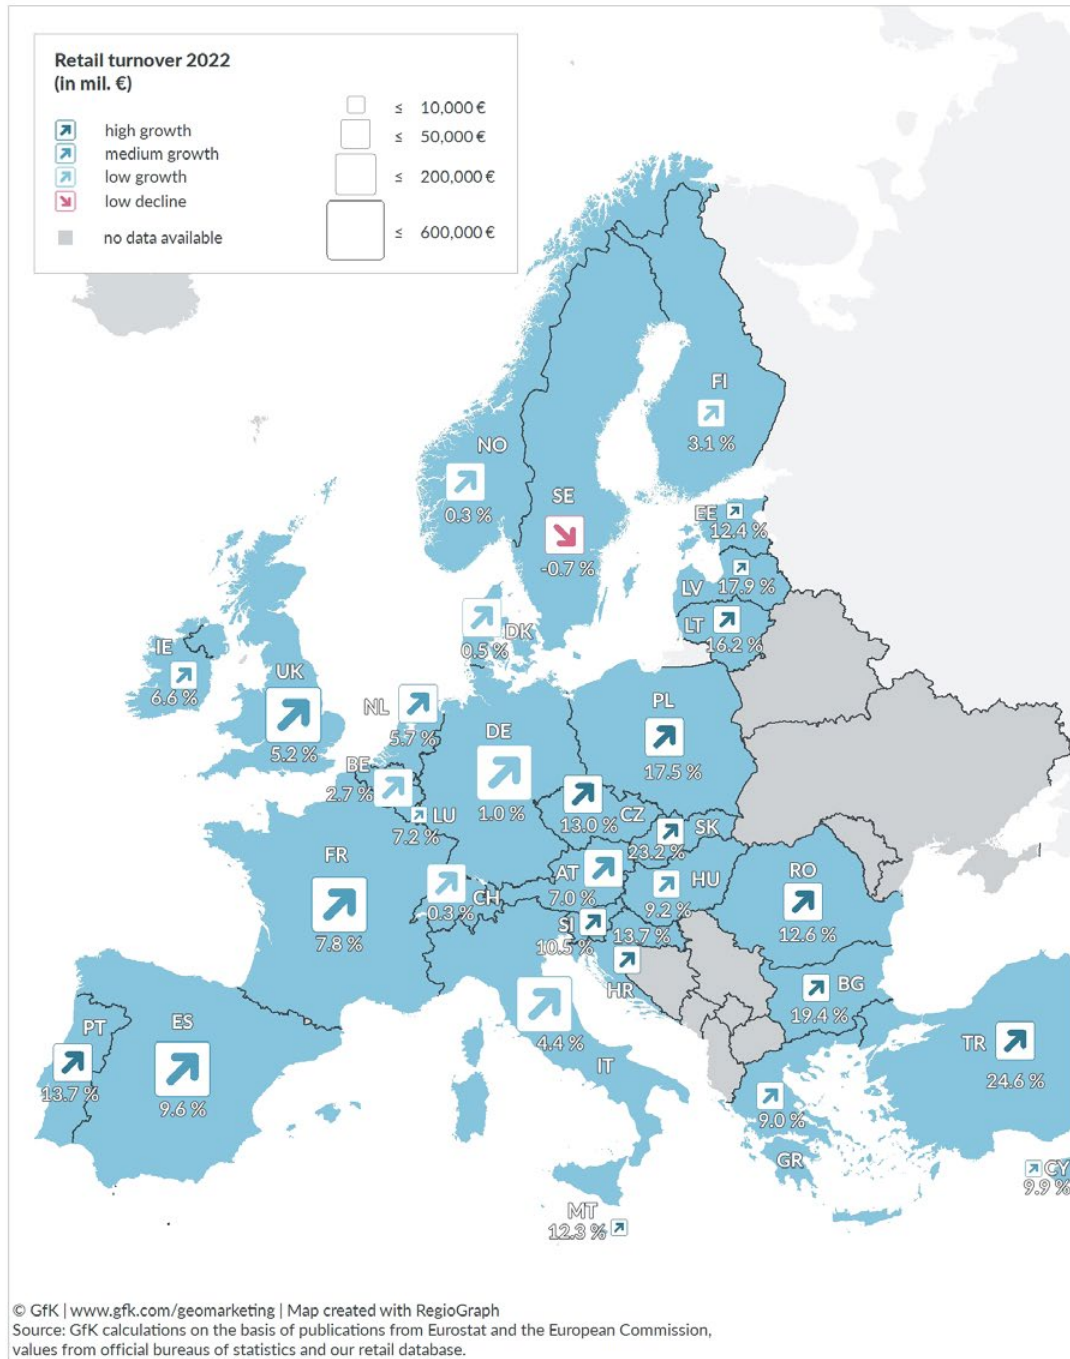 Retail turnover 2022
(in mil. €)
high growth
medium growth
low growth
low decline
no data available
≤ 10,000 €
≤ 50,000 €
≤ 200,000 €
≤ 600,000 €
FI
3.1 %
NO
0.3 %
SE
-0.7 %
EE
12.4 %
LV 17.9 %
LT
16.2 %
DK
0.5 %
IE
6.6 %
UK
5.2 %
NL
5.7 %
BE
2.7 %
LU
7.2 %
DE
1.0 %
PL
17.5 %
CZ
13.0 %
SK
23.2 %
FR
7.8 %
CH
0.3 %
AT
7.0 %
HU
9.2 %
SI
10.5 %
13.7 %
HR
RO
12.6 %
BG
19.4 %
PT
13.7 %
ES
9.6 %
4.4 %
IT
TR
24.6 %
9.0 %
GR
CY
9.9 %
MT
12.3 %
© GfK | www.gfk.com/geomarketing | Map created with RegioGraph
Source: GfK calculations on the basis of publications from Eurostat and the European Commission,
values from official bureaus of statistics and our retail database.